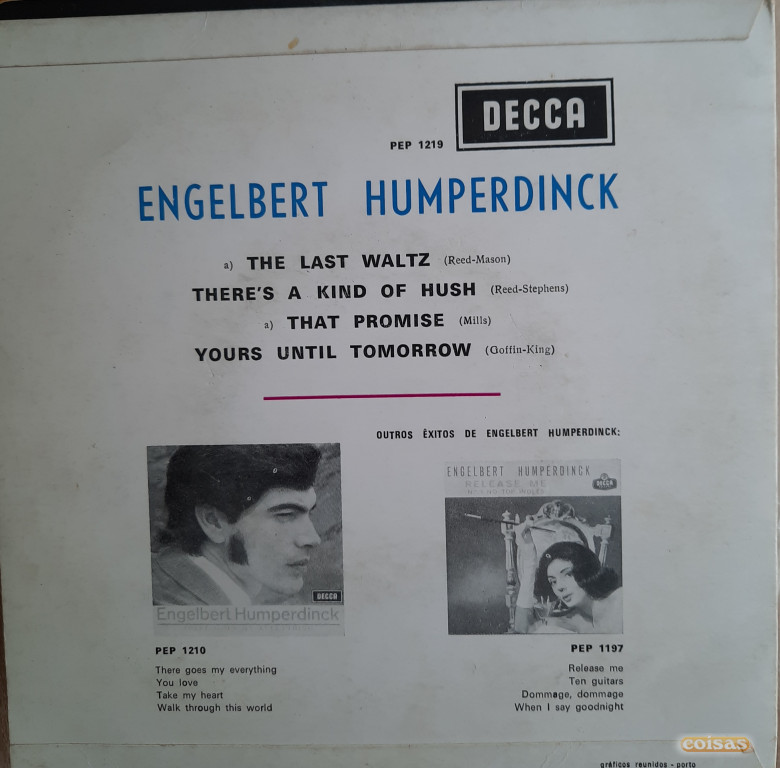 DECCA
PEP 1219
ENGELBERT HUMPERDINCK
a) THE LAST WALTZ (Reed-Mason)
THERE'S A KIND OF HUSH (Reed-Stephens)
a) THAT PROMISE (Mills)
YOURS UNTIL TOMORROW (Goffin-King)
OUTROS ÊXITOS DE ENGELBERT HUMPERDINCK:
DECCA
Engelbert Humperdinck
PEP 1210
There goes my everything
You love
Take my heart
Walk through this world
ENGELBERT HUMPERDINCK
RELEASE ME
DECCA
PEP 1197
Release me
Ten guitars
Dommage, dommage
When I say goodnight
coisas
gráficos reunidos - porto